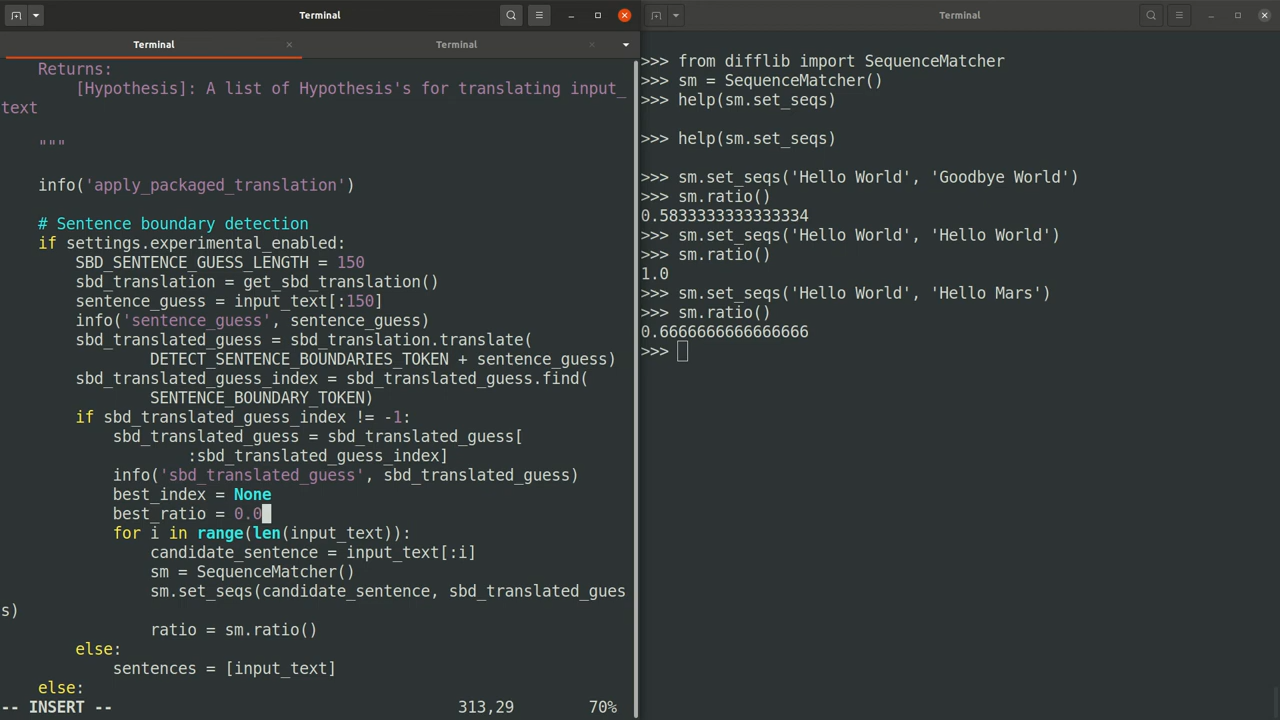 Terminal
Terminal
Terminal
Returns:
[Hypothesis]: A list of Hypothesis's for translating input_
text
"""
info('apply_packaged_translation')
# Sentence boundary detection
if settings.experimental_enabled:
SBD_SENTENCE_GUESS_LENGTH = 150
sbd_translation = get_sbd_translation()
sentence_guess = input_text[:150]
info('sentence_guess', sentence_guess)
sbd_translated_guess = sbd_translation.translate(
DETECT_SENTENCE_BOUNDARIES_TOKEN + sentence_guess)
sbd_translated_guess_index = sbd_translated_guess.find(
SENTENCE_BOUNDARY_TOKEN)
if sbd_translated_guess_index != -1:
sbd_translated_guess = sbd_translated_guess[
:sbd_translated_guess_index]
info('sbd_translated_guess', sbd_translated_guess)
best_index = None
best_ratio = 0.0
for i in range(len(input_text)):
candidate_sentence = input_text[:i]
sm = SequenceMatcher()
sm.set_seqs(candidate_sentence, sbd_translated_gues
s)
ratio = sm.ratio()
else:
sentences = [input_text]
else:
-- INSERT -- 313,29 70%
Terminal
>>> from difflib import SequenceMatcher
>>> sm = SequenceMatcher()
>>> help(sm.set_seqs)
>>> help(sm.set_seqs)
>>> sm.set_seqs('Hello World', 'Goodbye World')
>>> sm.ratio()
0.5833333333333334
>>> sm.set_seqs('Hello World', 'Hello World')
>>> sm.ratio()
1.0
>>> sm.set_seqs('Hello World', 'Hello Mars')
>>> sm.ratio()
0.6666666666666666
>>>